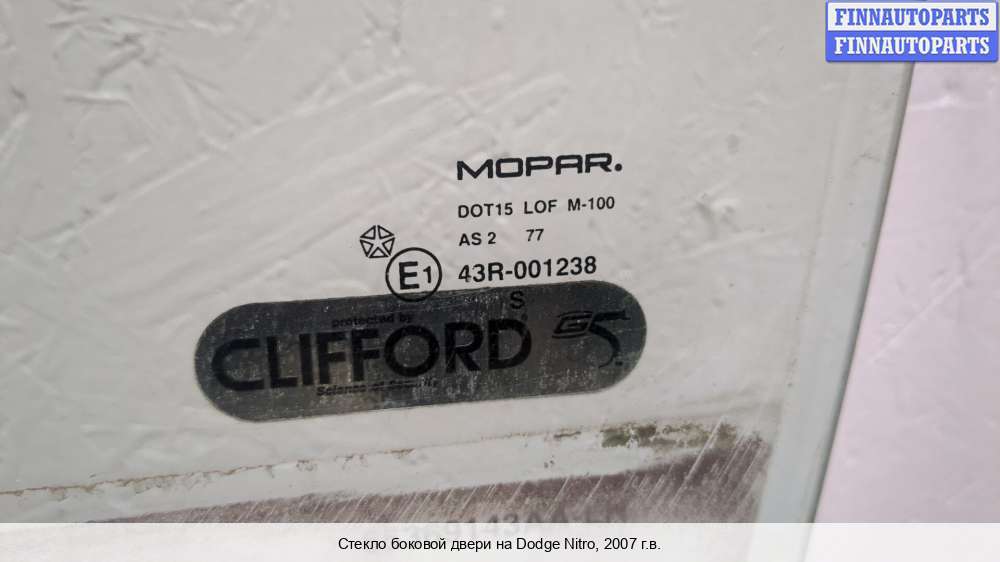 FINNAUTOPARTS
FINNAUTOPARTS
MOPAR.
DOT15 LOF M-100
AS 2 77
E1 43R-001238
S
protected by
CLIFFORD® G5
Стекло боковой двери на Dodge Nitro, 2007 г.в.